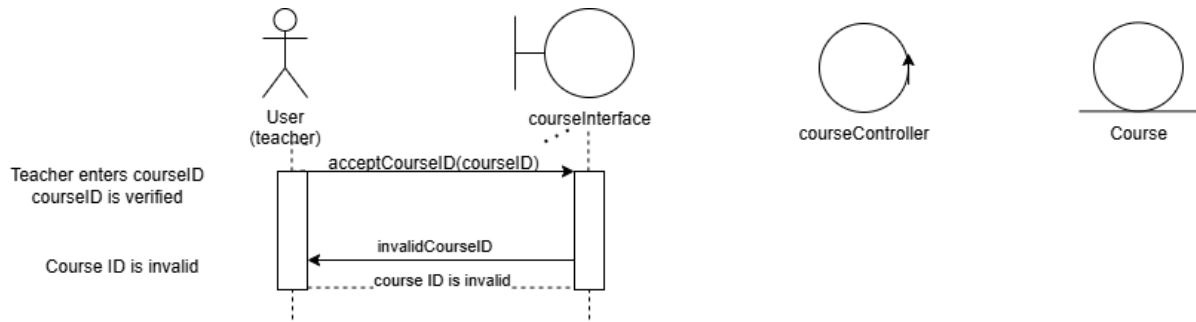 User
(teacher)
courseInterface
courseController
Course
Teacher enters courseID
courseID is verified
acceptCourseID(courseID)
invalidCourseID
Course ID is invalid
course ID is invalid